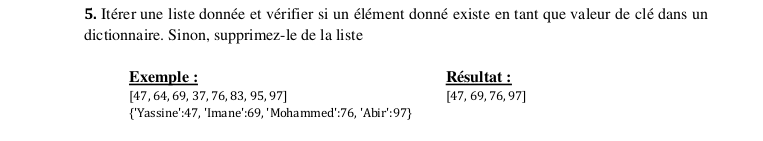 5. Itérer une liste donnée et vérifier si un élément donné existe en tant que valeur de clé dans un
dictionnaire. Sinon, supprimez-le de la liste
Exemple :
[47, 64, 69, 37, 76, 83, 95, 97]
{'Yassine':47, 'Imane':69, 'Mohammed':76, 'Abir':97}
Résultat :
[47, 69, 76, 97]